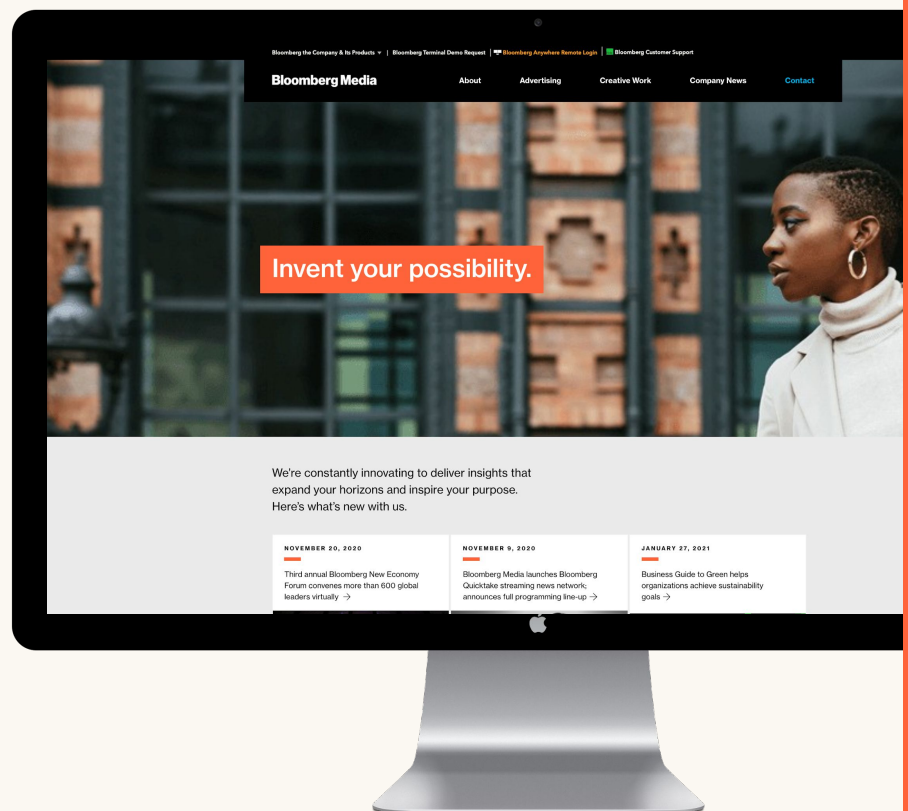 Bloomberg the Company & Its Products ▾ | Bloomberg Terminal Demo Request | Bloomberg Anywhere Remote Login | Bloomberg Customer Support
Bloomberg Media About Advertising Creative Work Company News Contact
Invent your possibility.
We're constantly innovating to deliver insights that
expand your horizons and inspire your purpose.
Here's what's new with us.
NOVEMBER 20, 2020
Third annual Bloomberg New Economy
Forum convenes more than 600 global
leaders virtually →
NOVEMBER 9, 2020
Bloomberg Media launches Bloomberg
Quicktake streaming news network;
announces full programming line-up →
JANUARY 27, 2021
Business Guide to Green helps
organizations achieve sustainability
goals →